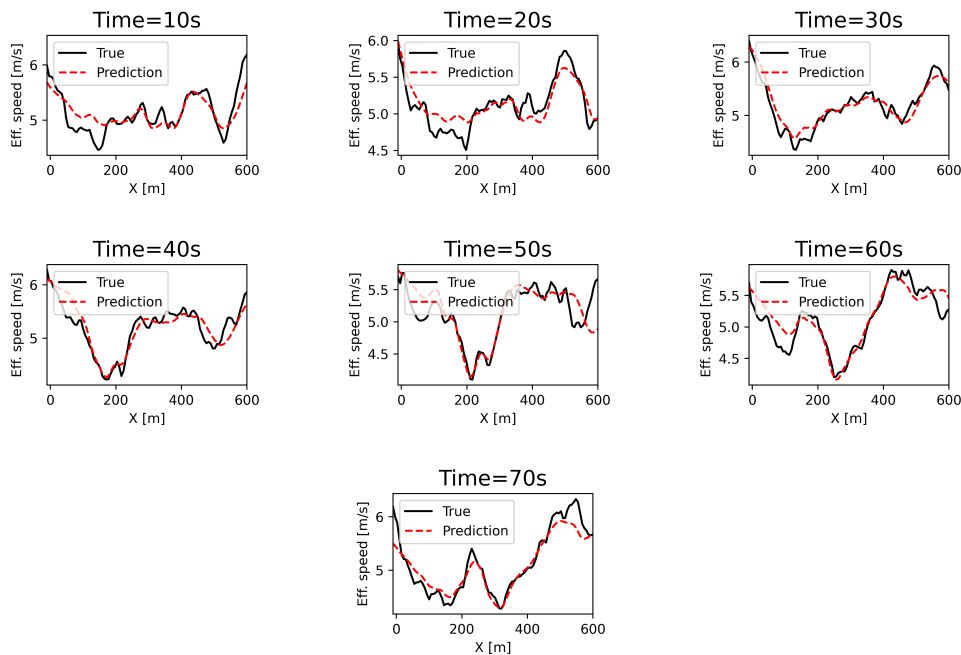 Time=10s
Eff. speed [m/s]
6
5
True
Prediction
0 200 400 600
X [m]
Time=20s
Eff. speed [m/s]
6.0
5.5
5.0
4.5
True
Prediction
0 200 400 600
X [m]
Time=30s
Eff. speed [m/s]
6
5
True
Prediction
0 200 400 600
X [m]
Time=40s
Eff. speed [m/s]
6
5
True
Prediction
0 200 400 600
X [m]
Time=50s
Eff. speed [m/s]
5.5
5.0
4.5
True
Prediction
0 200 400 600
X [m]
Time=60s
Eff. speed [m/s]
5.5
5.0
4.5
True
Prediction
0 200 400 600
X [m]
Time=70s
Eff. speed [m/s]
6
5
True
Prediction
0 200 400 600
X [m]